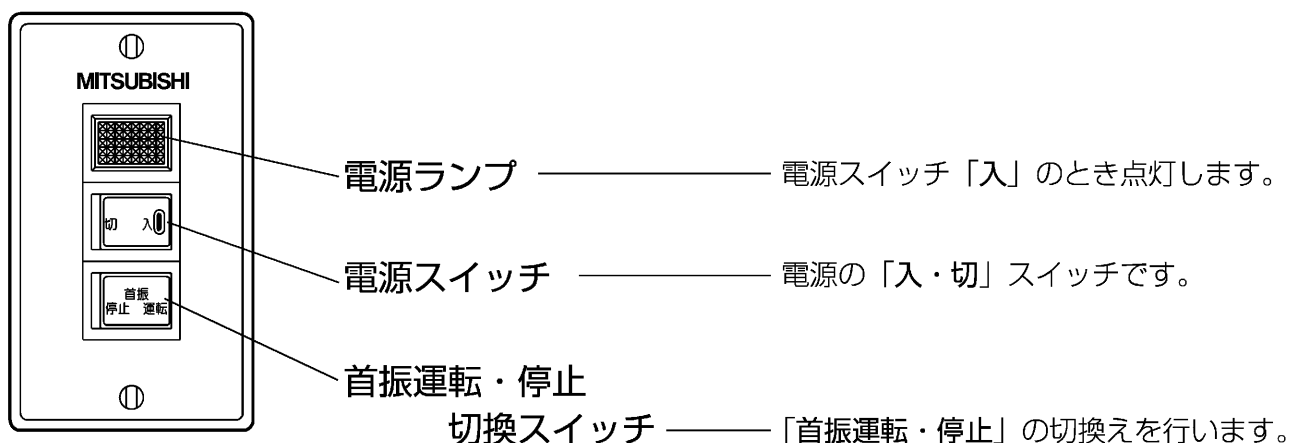 MITSUBISHI
切 入
首振
停止 運転
電源ランプ 電源スイッチ「入」のとき点灯します。
電源スイッチ 電源の「入・切」スイッチです。
首振運転・停止
切換スイッチ 「首振運転・停止」の切換えを行います。